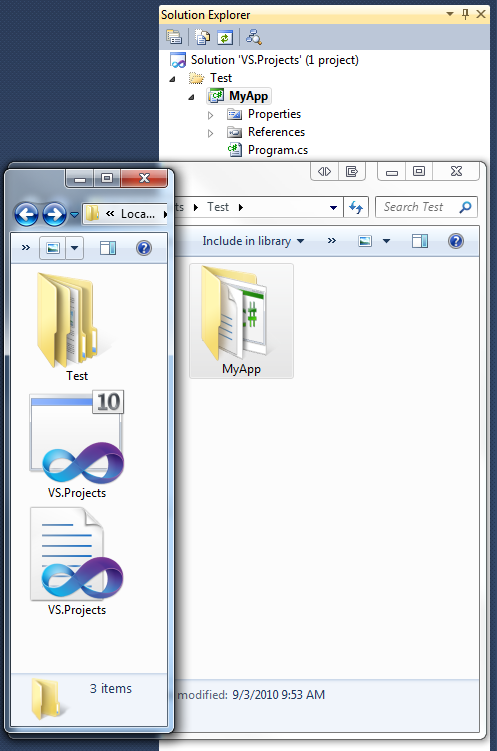 Solution Explorer
Solution 'VS.Projects' (1 project)
Test
MyApp
Properties
References
Program.cs
« Loca...
Test
10
VS.Projects
VS.Projects
3 items
Test
Search Test
Include in library
»
MyApp
modified: 9/3/2010 9:53 AM